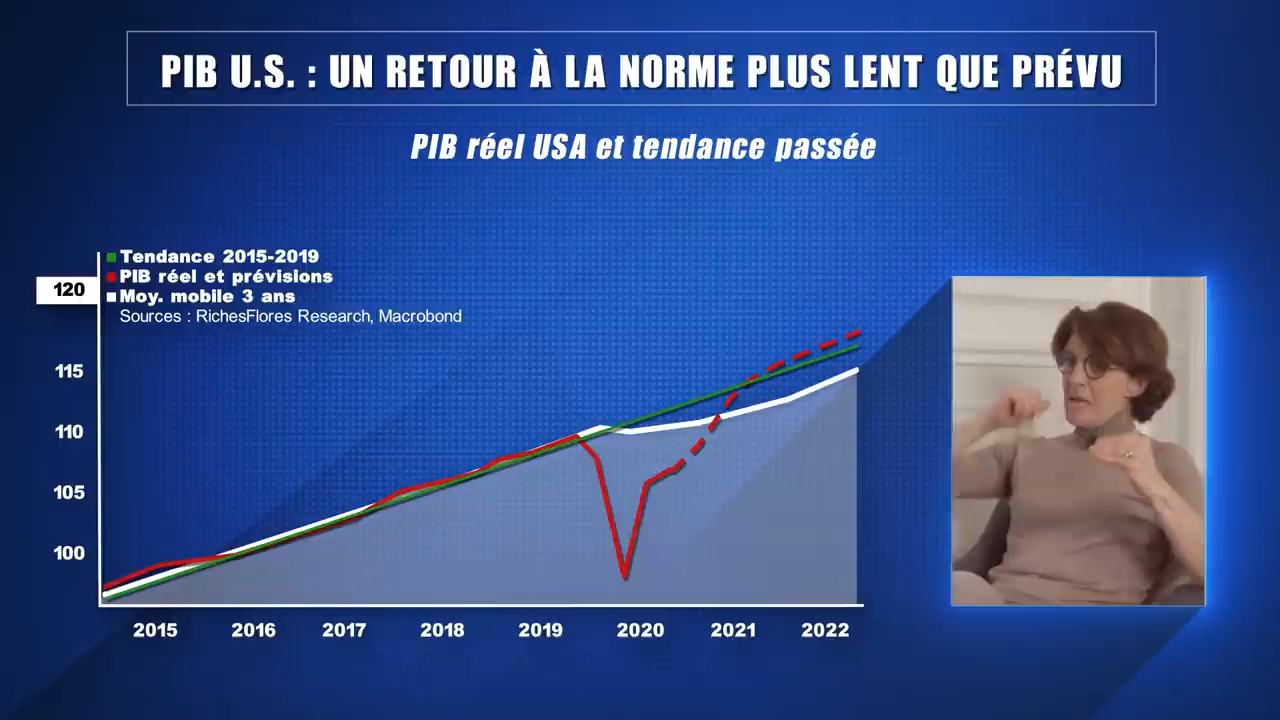 PIB U.S. : UN RETOUR À LA NORME PLUS LENT QUE PRÉVU
PIB réel USA et tendance passée
Tendance 2015-2019
PIB réel et prévisions
Moy. mobile 3 ans
Sources : RichesFlores Research, Macrobond
120
115
110
105
100
2015 2016 2017 2018 2019 2020 2021 2022